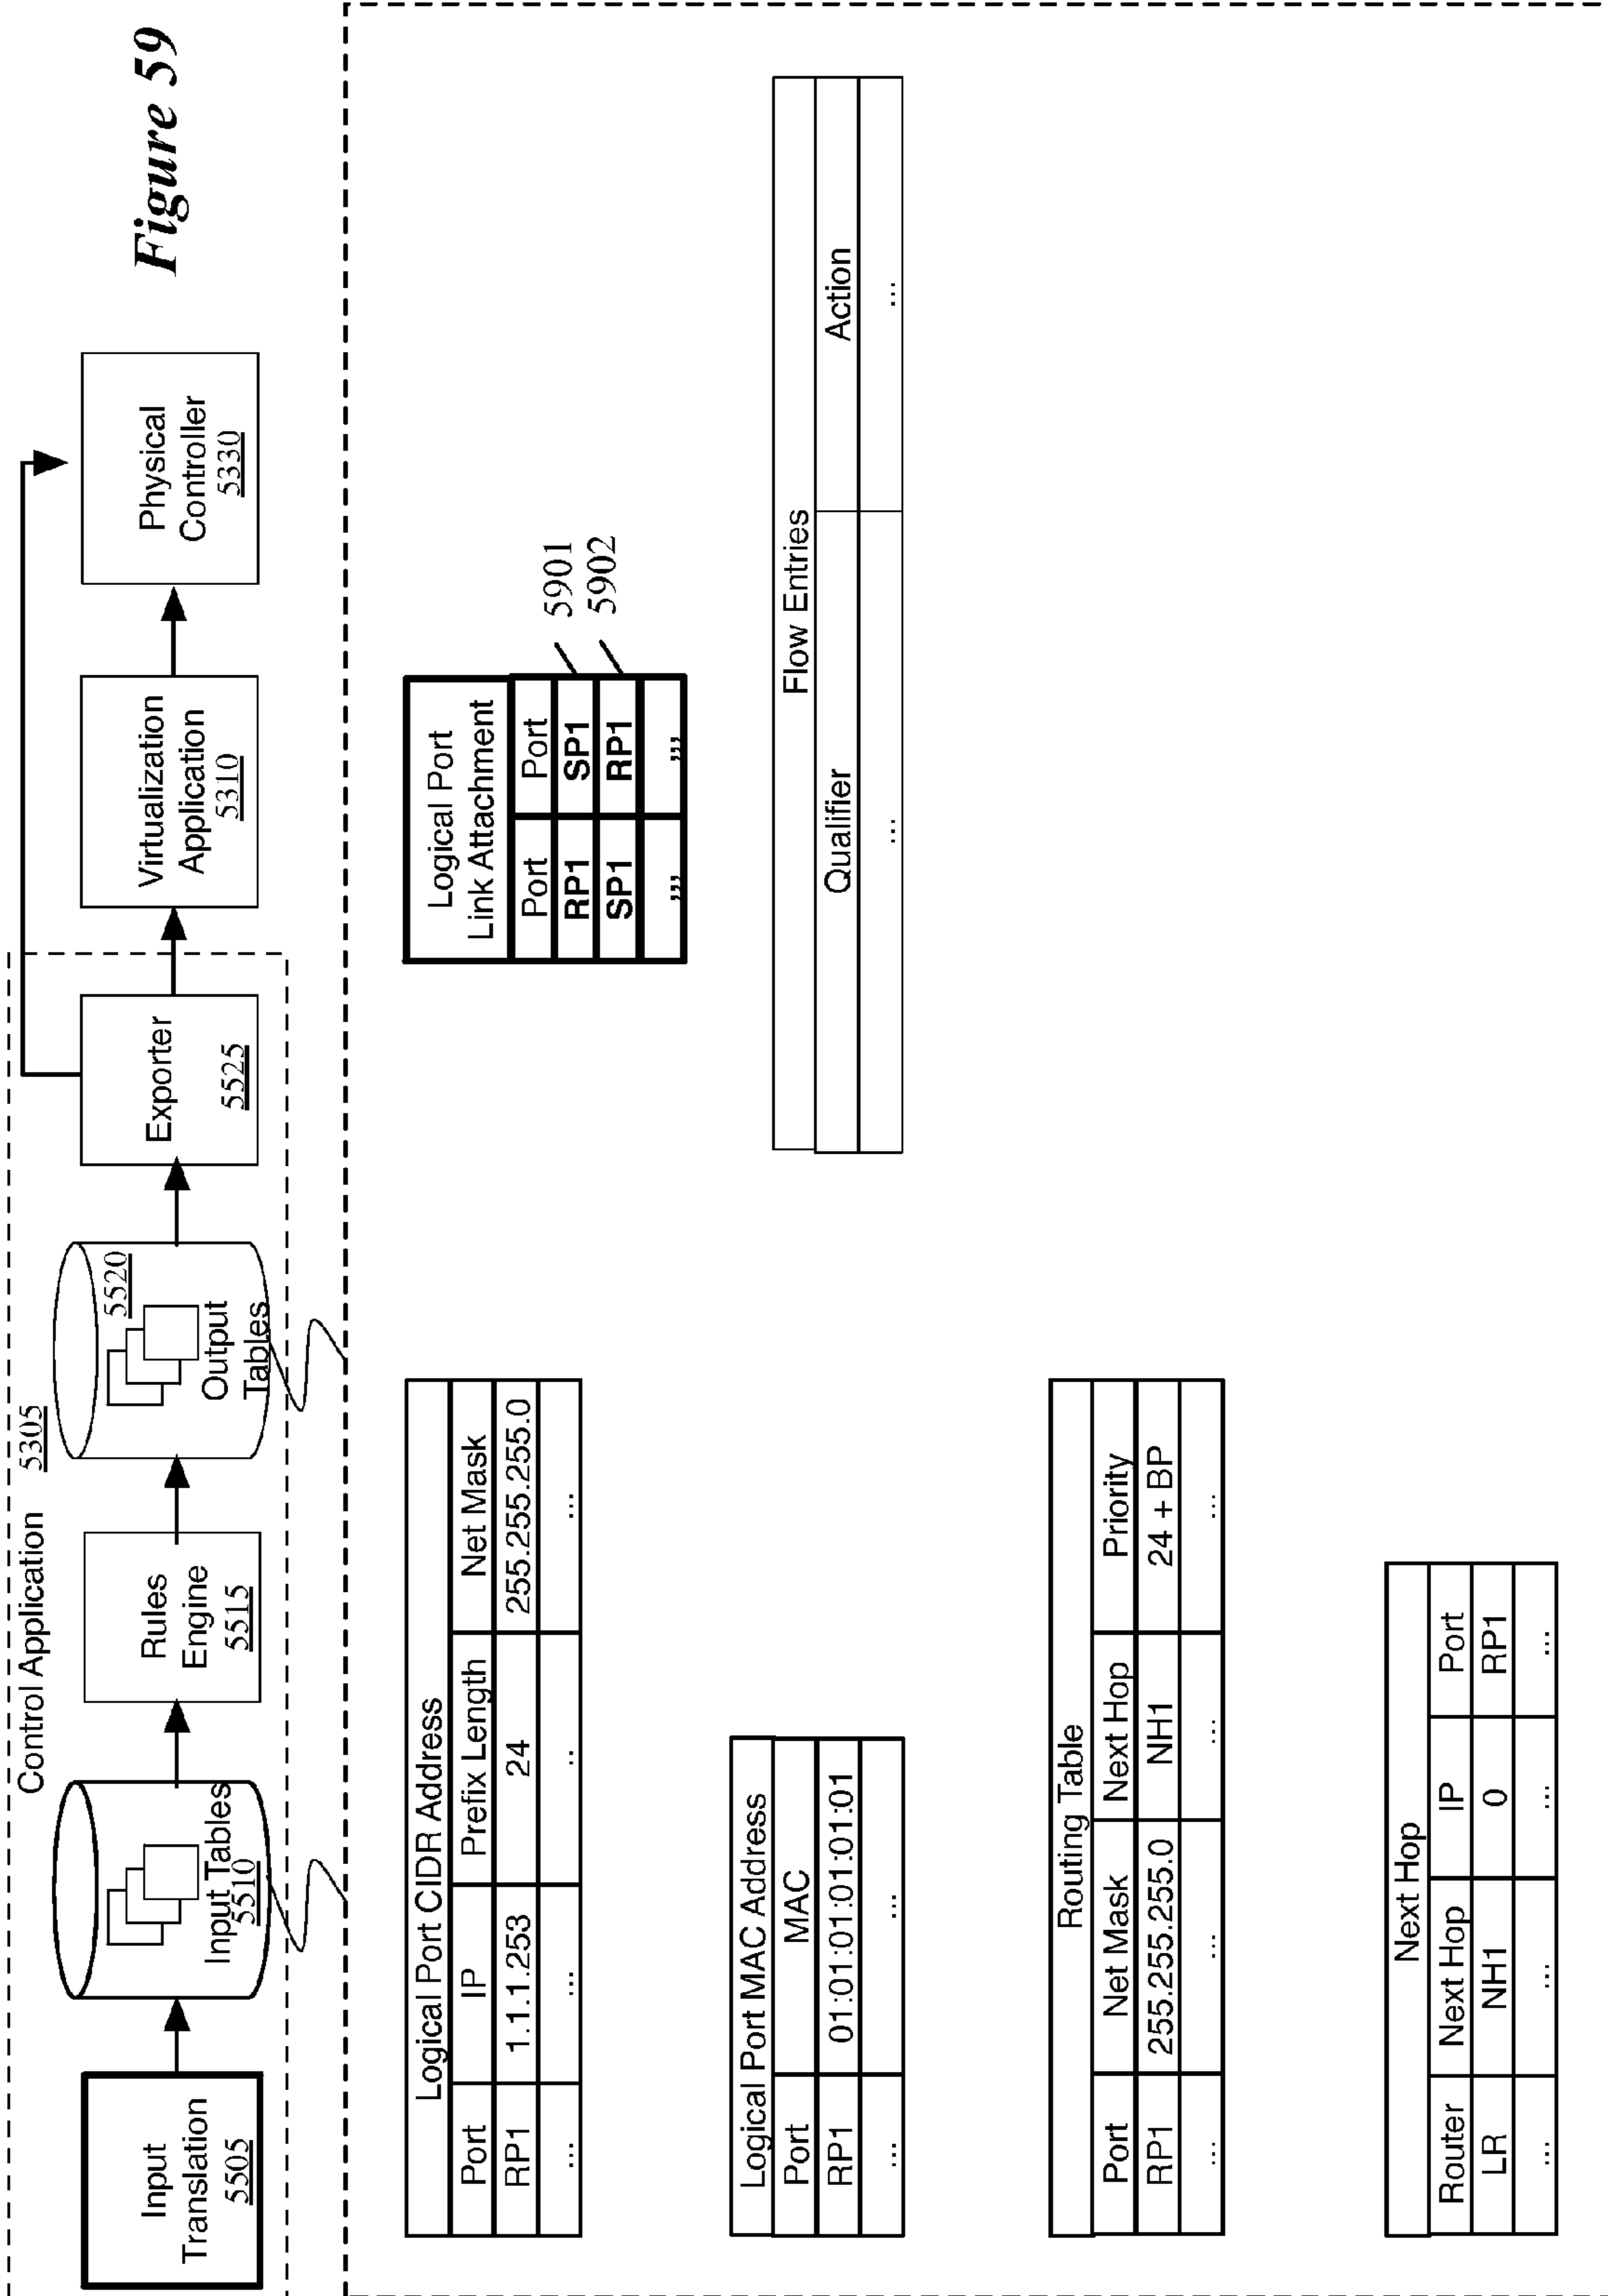 Figure 59
Control Application
5305
Input
Translation
5505
Input Tables
5510
Rules
Engine
5515
5520
Output
Tables
Exporter
5525
Virtualization
Application
5310
Physical
Controller
5330
Logical Port CIDR Address
Port IP Prefix Length Net Mask
RP1 1.1.1.253 24 255.255.255.0
... ... .. ...
Logical Port
Link Attachment
Port Port
RP1 SP1 5901
SP1 RP1 5902
,,, ,,,
Logical Port MAC Address
Port MAC
RP1 01:01:01:01:01:01
... ...
Flow Entries
Qualifier Action
... ...
Routing Table
Port Net Mask Next Hop Priority
RP1 255.255.255.0 NH1 24 + BP
... ... ... ...
Next Hop
Router Next Hop IP Port
LR NH1 0 RP1
... ... ... ...